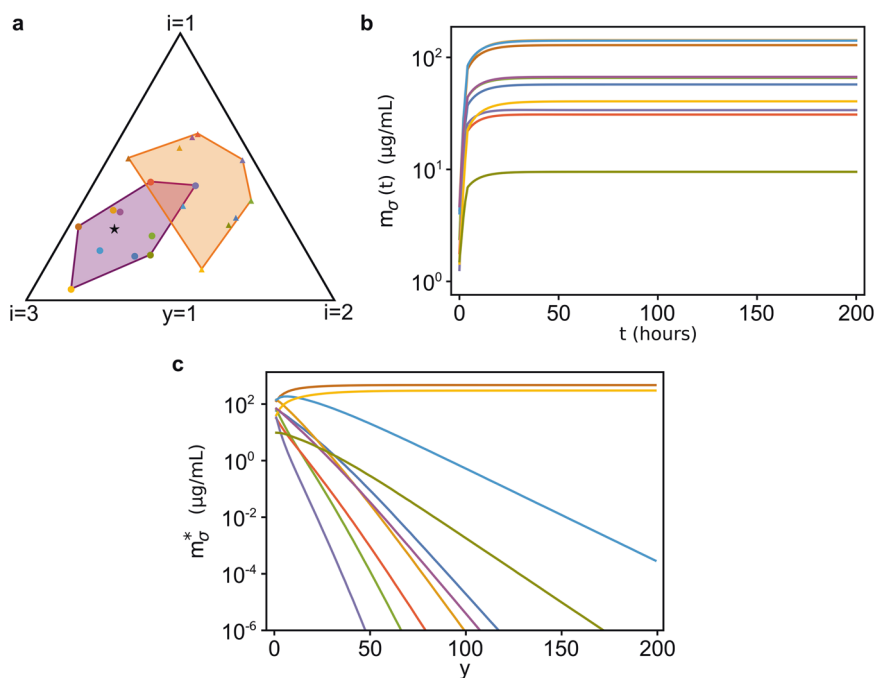 a
i=1
i=3
y=1
i=2
b
m_σ(t) (μg/mL)
10²
10¹
10⁰
0 50 100 150 200
t (hours)
c
m*_σ (μg/mL)
10²
10⁰
10⁻²
10⁻⁴
10⁻⁶
0 50 100 150 200
y